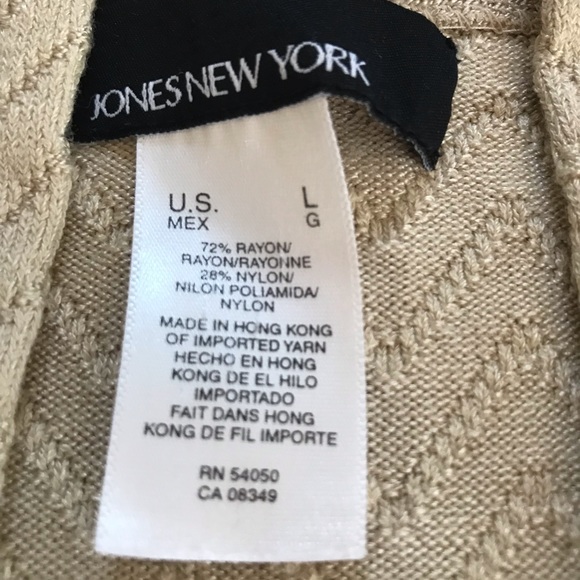 JONES NEW YORK
U.S. L
MEX G
72% RAYON/
RAYON/RAYONNE
28% NYLON/
NILON POLIAMIDA/
NYLON
MADE IN HONG KONG
OF IMPORTED YARN
HECHO EN HONG
KONG DE EL HILO
IMPORTADO
FAIT DANS HONG
KONG DE FIL IMPORTE
RN 54050
CA 08349